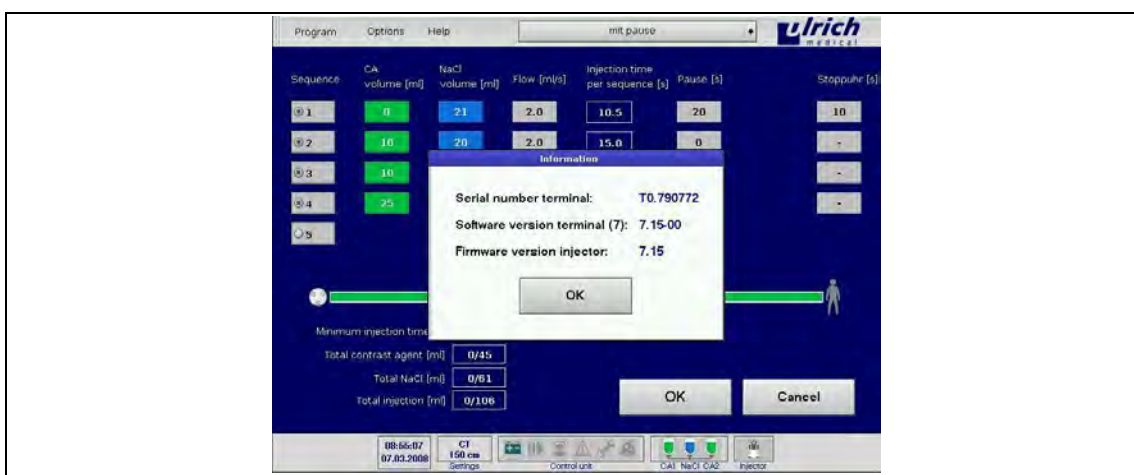 Program Options Help mit pause ulrich
medical
Sequence CA volume [ml] NaCl volume [ml] Flow [ml/s] Injection time per sequence [s] Pause [s] Stoppuhr [s]
1 0 21 2.0 10.5 20 10
2 10 20 2.0 15.0 0 -
3 10 -
4 25 -
5
Information
Serial number terminal: T0.790772
Software version terminal (7): 7.15-00
Firmware version injector: 7.15
OK
Minimum injection time
Total contrast agent [ml] 0/45
Total NaCl [ml] 0/61
Total injection [ml] 0/106
OK Cancel
07.03.2008
CT
150 cm
Settings Control unit CA1 NaCl CA2 Injector